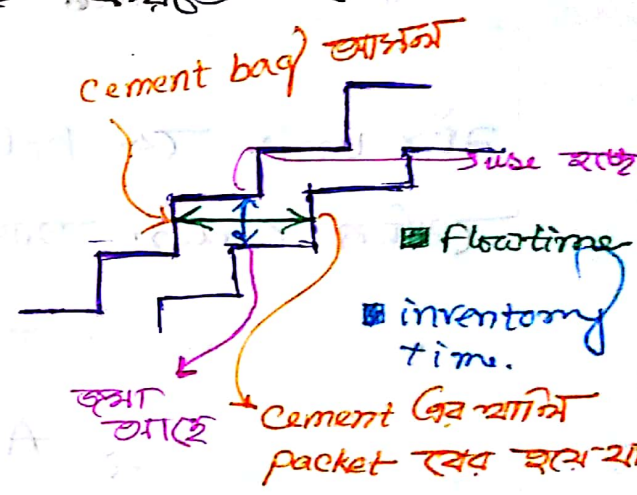 Cement bag আসল
use হচ্ছে
flowtime
inventory
time.
জমা
আছে
Cement এর খালি
packet বের হয়ে যা